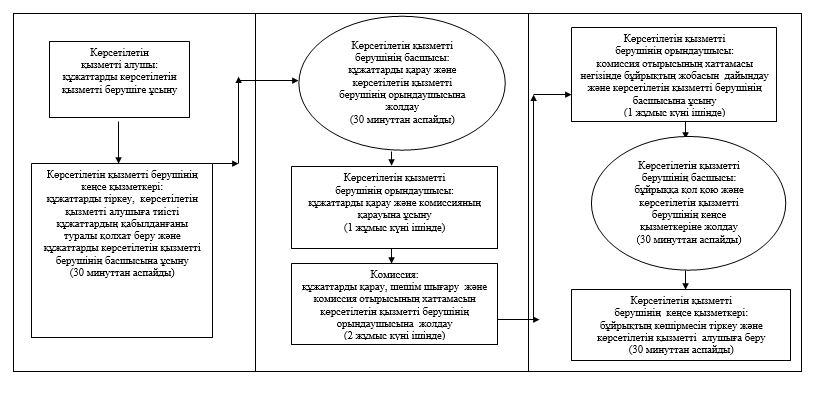 Көрсетілетін
қызметті алушы:
құжаттарды көрсетілетін
қызметті берушіге ұсыну
Көрсетілетін қызметті берушінің
кеңсе қызметкері:
құжаттарды тіркеу, көрсетілетін
қызметті алушыға тиісті
құжаттардың қабылданғаны
туралы қолхат беру және
құжаттарды көрсетілетін қызметті
берушінің басшысына ұсыну
(30 минуттан аспайды)
Көрсетілетін қызметті
берушінің басшысы:
құжаттарды қарау және
көрсетілетін қызметті
берушінің орындаушысына
жолдау
(30 минуттан аспайды)
Көрсетілетін қызметті
берушінің орындаушысы:
құжаттарды қарау және комиссияның
қарауына ұсыну
(1 жұмыс күні ішінде)
Комиссия:
құжаттарды қарау, шешім шығару және
комиссия отырысының хаттамасын
көрсетілетін қызметті берушінің
орындаушысына жолдау
(2 жұмыс күні ішінде)
Көрсетілетін қызметті
берушінің орындаушысы:
комиссия отырысының хаттамасы
негізінде бұйрықтың жобасын дайындау
және көрсетілетін қызметті берушінің
басшысына ұсыну
(1 жұмыс күні ішінде)
Көрсетілетін қызметті
берушінің басшысы:
бұйрыққа қол қою және
көрсетілетін қызметті
берушінің кеңсе
қызметкеріне жолдау
(30 минуттан аспайды)
Көрсетілетін қызметті
берушінің кеңсе қызметкері:
бұйрықтың көшірмесін тіркеу және
көрсетілетін қызметті алушыға беру
(30 минуттан аспайды)